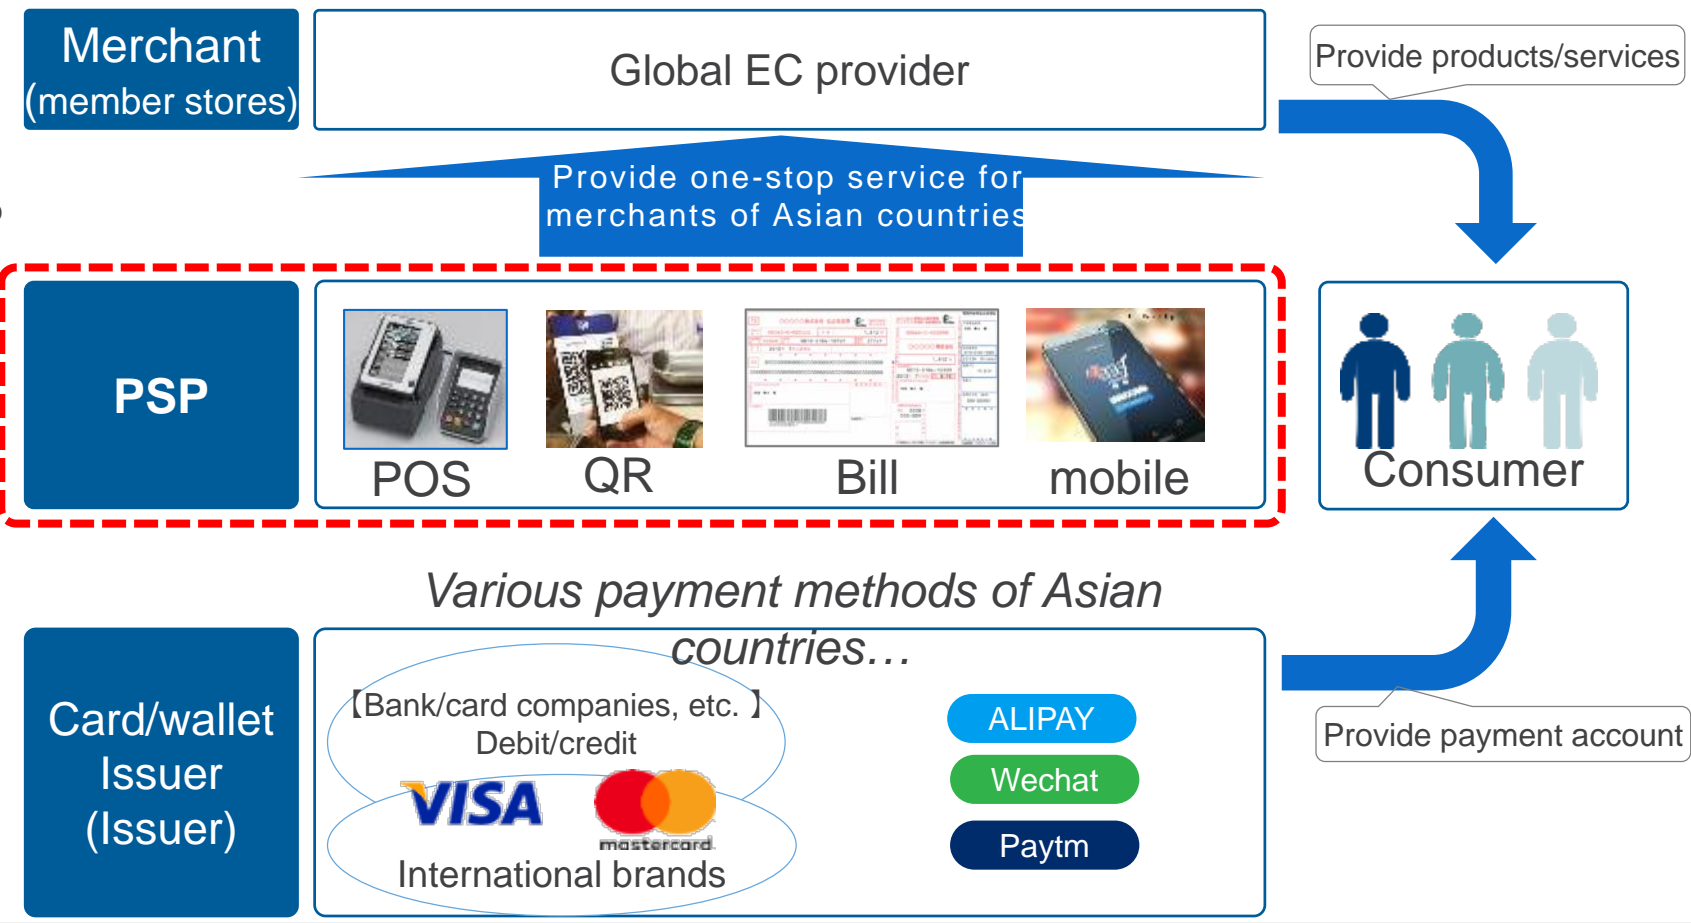 Merchant
(member stores)
Global EC provider
Provide products/services
Provide one-stop service for
merchants of Asian countries
PSP
POS
QR
Bill
mobile
Consumer
Various payment methods of Asian
countries…
Card/wallet
Issuer
(Issuer)
【Bank/card companies, etc. 】
Debit/credit
VISA
mastercard
International brands
ALIPAY
Wechat
Paytm
Provide payment account